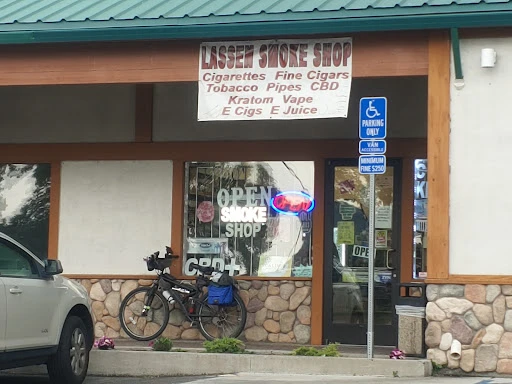 LASSEN SMOKE SHOP
Cigarettes Fine Cigars
Tobacco Pipes CBD
Kratom Vape
E Cigs E Juice
PARKING
ONLY
VAN
ACCESSIBLE
MINIMUM
FINE $250
OPEN
SMOKE
SHOP
OPEN
CBD+
OPEN